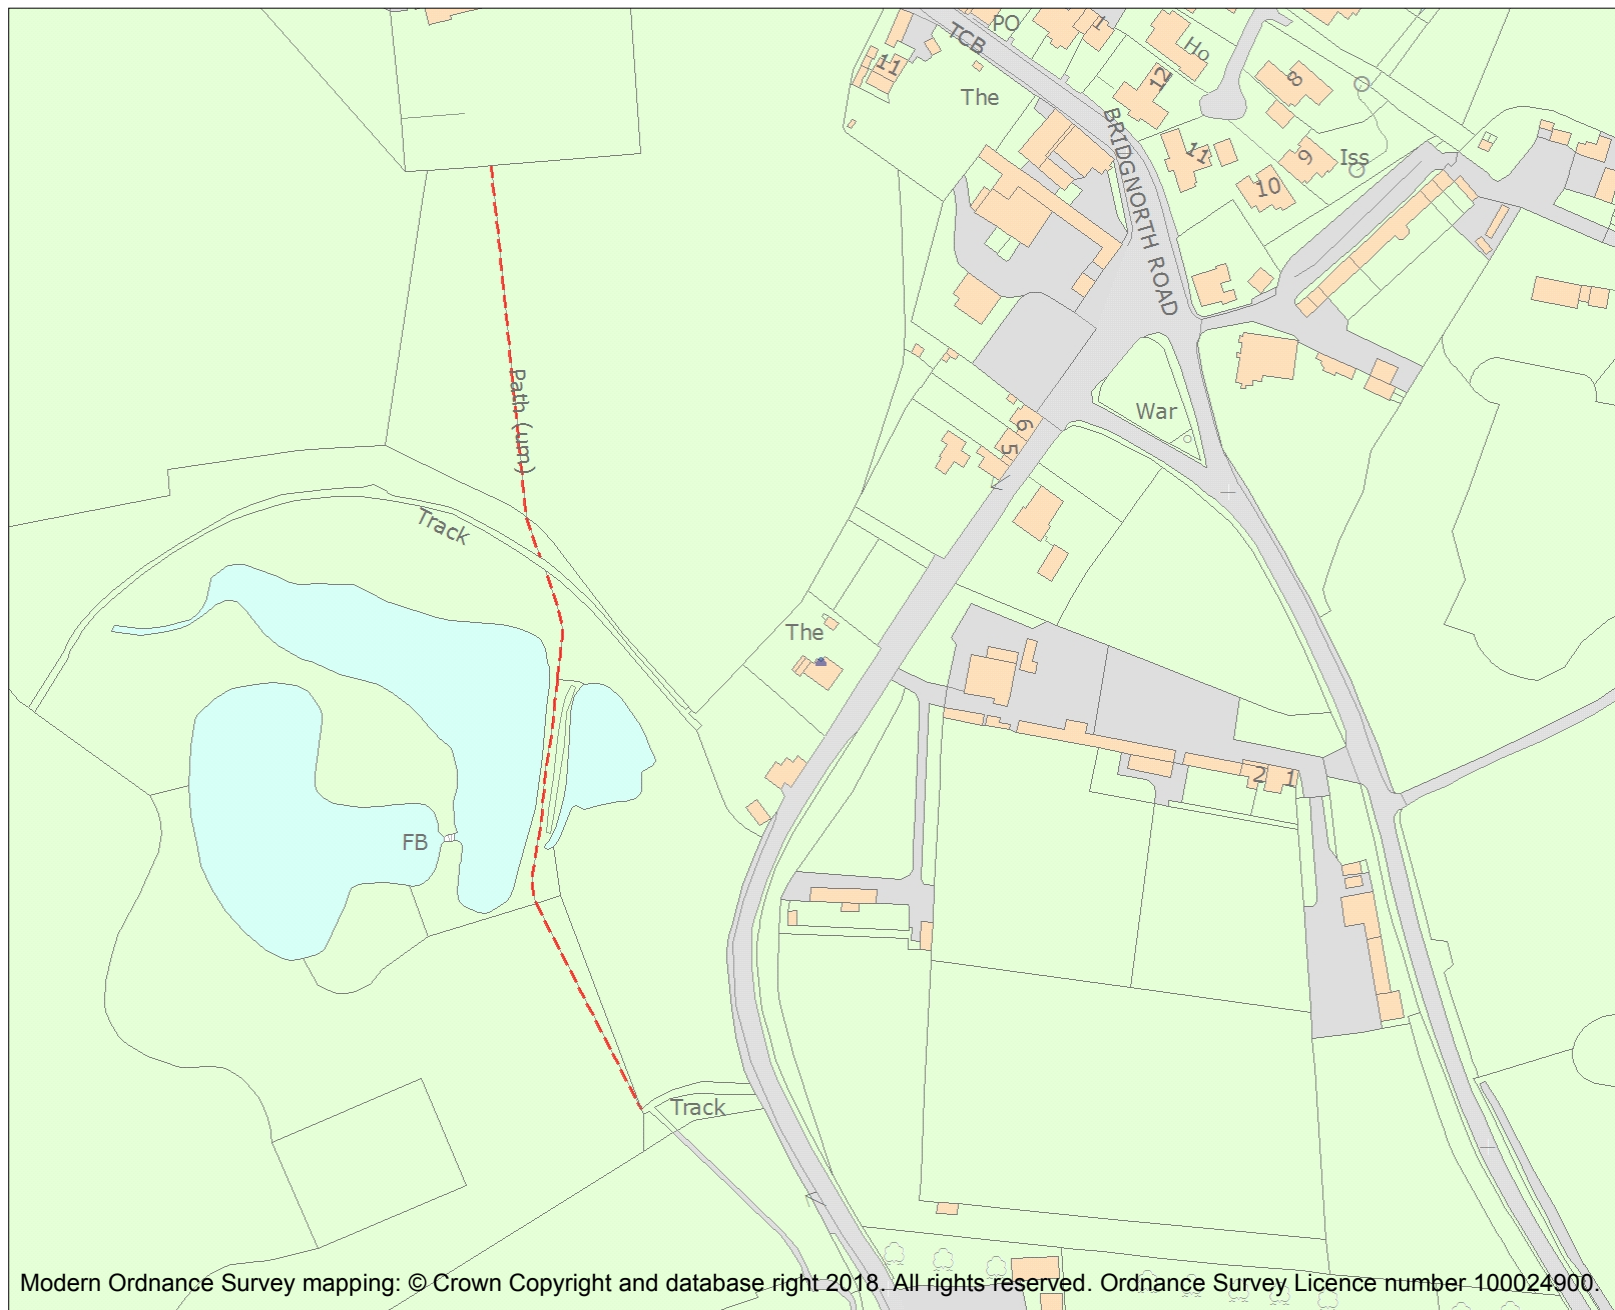 PO
1
TCB
Ho
11
12
8
The
BRIDGNORTH ROAD
11
9
Iss
10
Path (um)
War
6
5
Track
The
2
1
FB
Track
Modern Ordnance Survey mapping: © Crown Copyright and database right 2018. All rights reserved. Ordnance Survey Licence number 100024900.